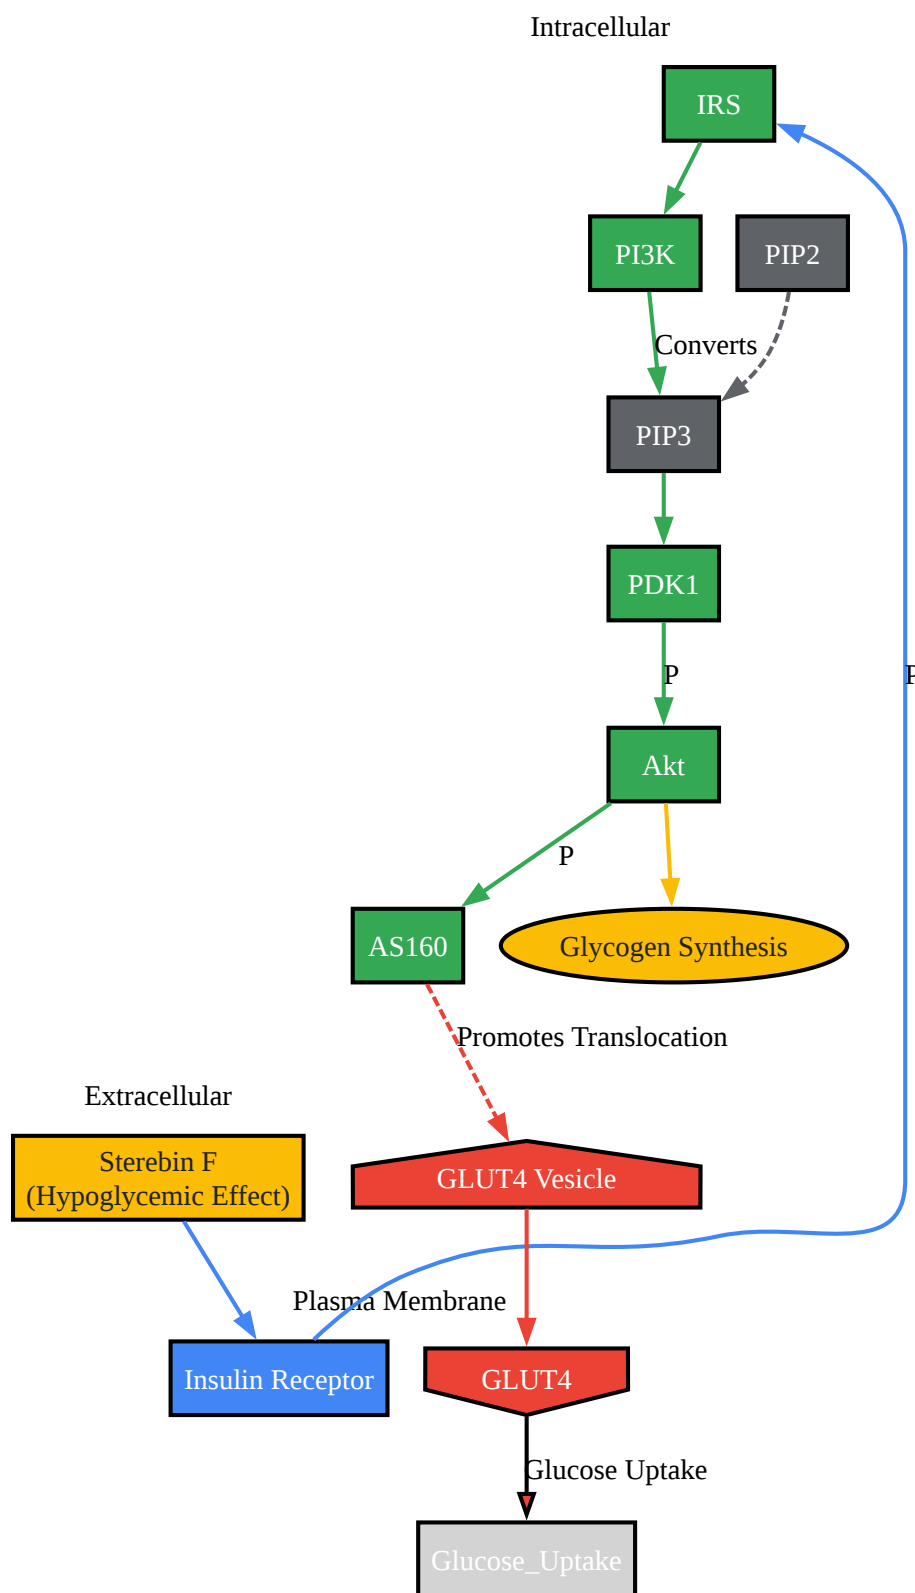 Intracellular
IRS
PI3K
PIP2
Converts
PIP3
PDK1
P
P
Akt
P
AS160
Glycogen Synthesis
Promotes Translocation
Extracellular
Sterebin F
(Hypoglycemic Effect)
GLUT4 Vesicle
Plasma Membrane
Insulin Receptor
GLUT4
Glucose Uptake
Glucose_Uptake